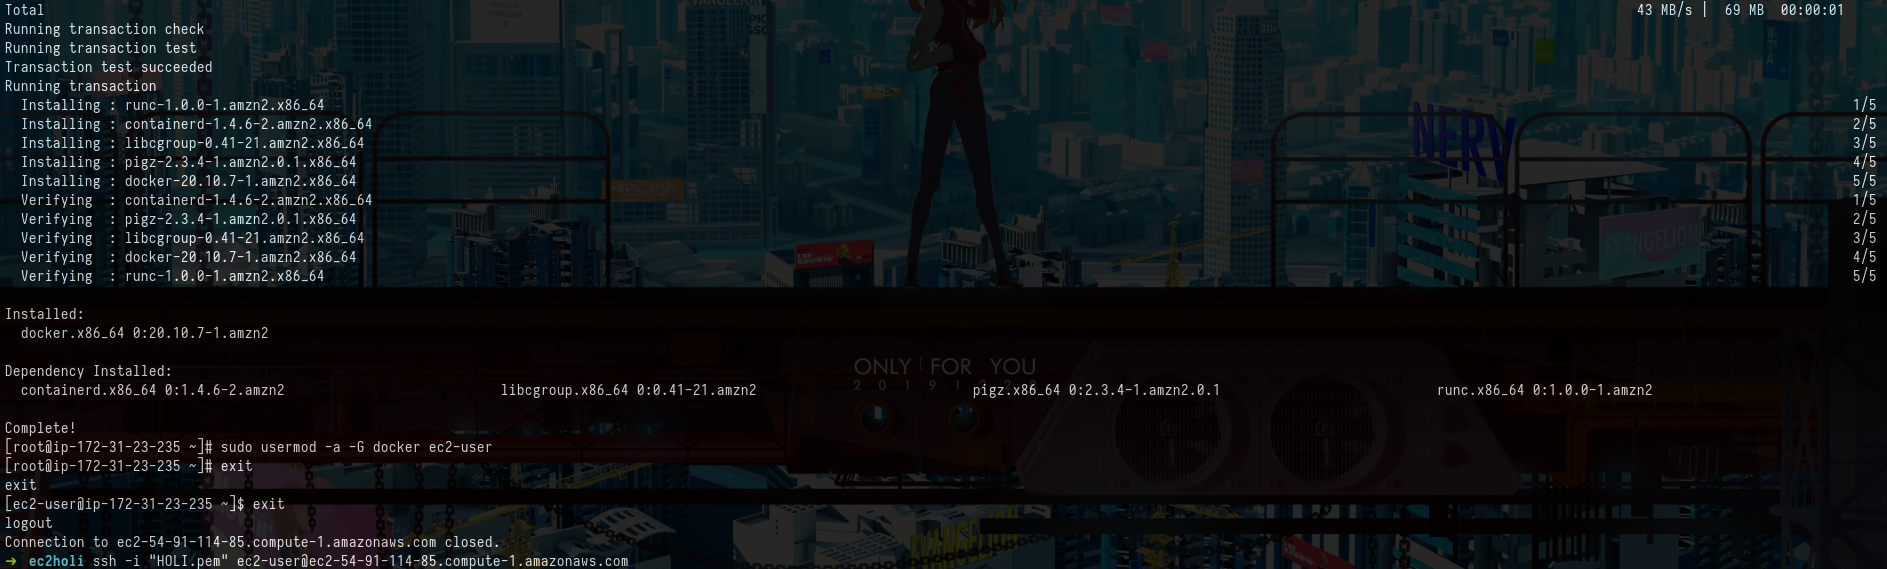 Total 43 MB/s | 69 MB 00:00:01
Running transaction check
Running transaction test
Transaction test succeeded
Running transaction
Installing : runc-1.0.0-1.amzn2.x86_64 1/5
Installing : containerd-1.4.6-2.amzn2.x86_64 2/5
Installing : libcgroup-0.41-21.amzn2.x86_64 3/5
Installing : pigz-2.3.4-1.amzn2.0.1.x86_64 4/5
Installing : docker-20.10.7-1.amzn2.x86_64 5/5
Verifying : containerd-1.4.6-2.amzn2.x86_64 1/5
Verifying : pigz-2.3.4-1.amzn2.0.1.x86_64 2/5
Verifying : libcgroup-0.41-21.amzn2.x86_64 3/5
Verifying : docker-20.10.7-1.amzn2.x86_64 4/5
Verifying : runc-1.0.0-1.amzn2.x86_64 5/5
NERV
EVANGELION
Installed:
docker.x86_64 0:20.10.7-1.amzn2
ONLY FOR YOU
Dependency Installed:
containerd.x86_64 0:1.4.6-2.amzn2 libcgroup.x86_64 0:0.41-21.amzn2 pigz.x86_64 0:2.3.4-1.amzn2.0.1 runc.x86_64 0:1.0.0-1.amzn2
Complete!
[root@ip-172-31-23-235 ~]# sudo usermod -a -G docker ec2-user
[root@ip-172-31-23-235 ~]# exit
exit
[ec2-user@ip-172-31-23-235 ~]$ exit
logout
Connection to ec2-54-91-114-85.compute-1.amazonaws.com closed.
➜ ec2holi ssh -i "HOLI.pem" ec2-user@ec2-54-91-114-85.compute-1.amazonaws.com